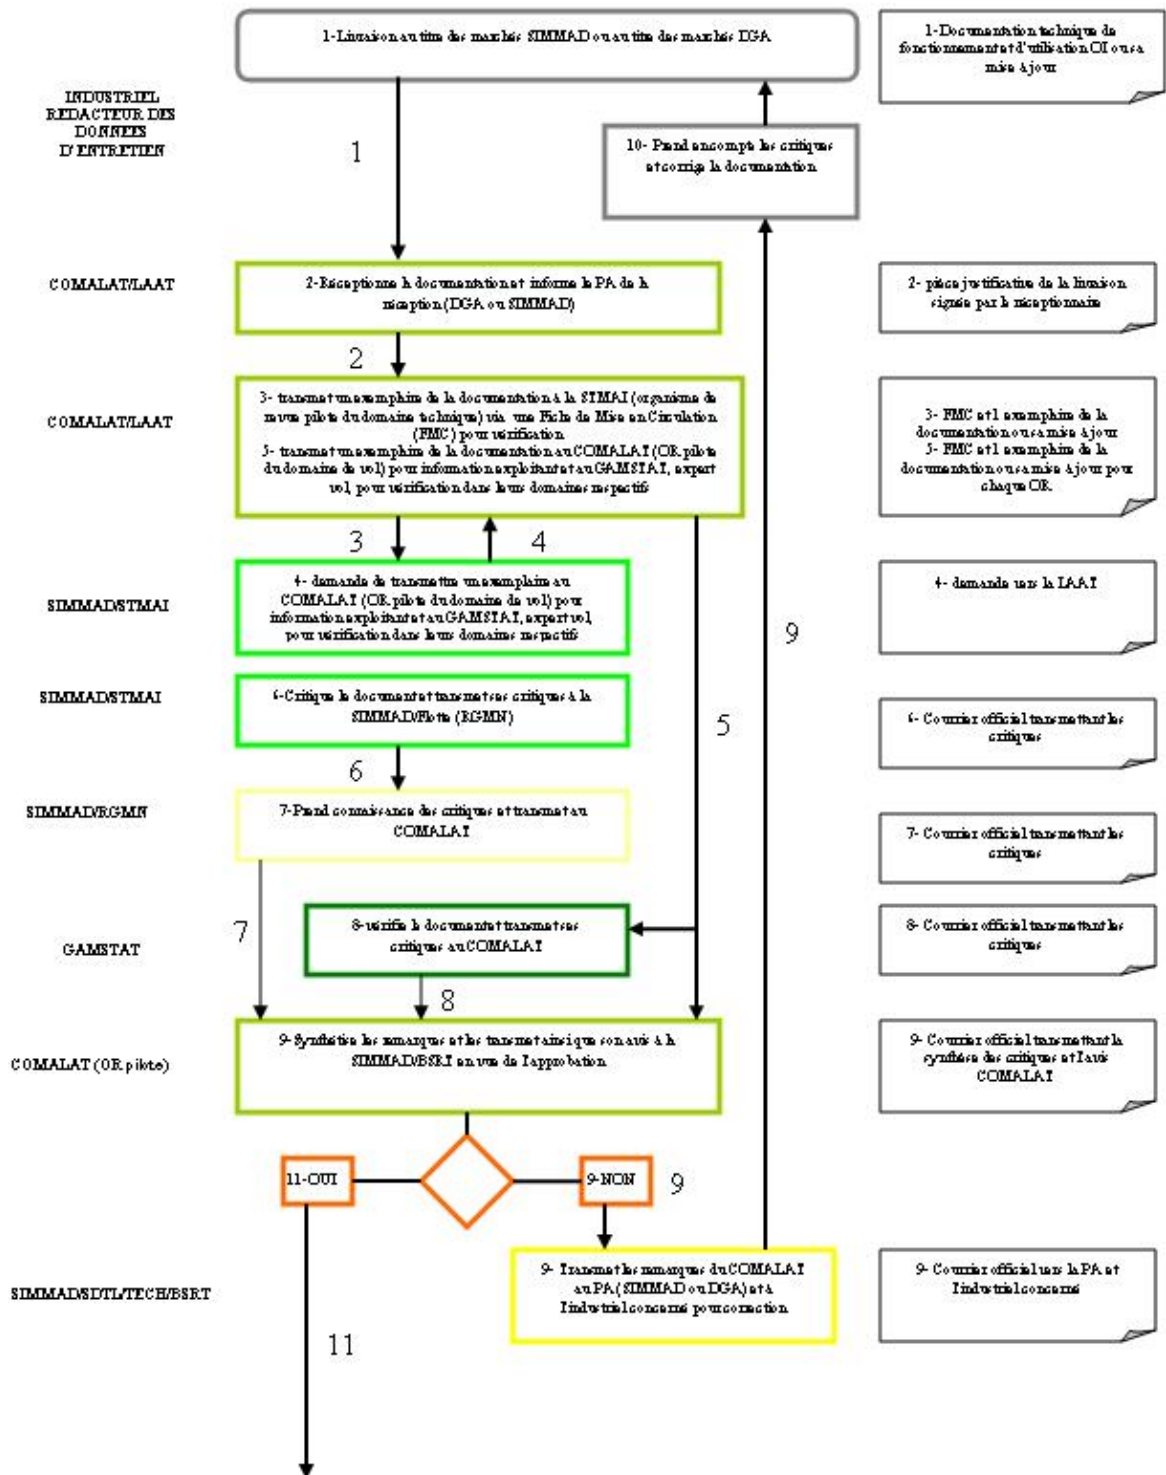 1-Livraison au titre des marchés SIMMAD ou au titre des marchés DGA
1-Documentation technique de
fonctionnement et d'utilisation OI ou sa
mise à jour
INDUSTRIEL
REDACTEUR DES
DONNEES
D'ENTRETIEN
1
10- Prend en compte les critiques
et corrige la documentation
COMALAT/LAAT
2-Réceptionne la documentation et informe le PA de la
réception (DGA ou SIMMAD)
2- pièce justificative de la livraison
signée par le réceptionnaire
2
COMALAT/LAAT
3- transmet un exemplaire de la documentation à la STMAI (organisme de
revue pilote du domaine technique) via une Fiche de Mise en Circulation
(FMC) pour vérification
5- transmet un exemplaire de la documentation au COMALAT (OR pilote
du domaine de vol) pour information exploitant et au GAMSTAT, expert
vol, pour vérification dans leurs domaines respectifs
3- FMC et 1 exemplaire de la
documentation ou sa mise à jour
5- FMC et 1 exemplaire de la
documentation ou sa mise à jour pour
chaque OR
3
4
SIMMAD/STMAI
4- demande de transmettre un exemplaire au
COMALAT (OR pilote du domaine de vol) pour
information exploitant et au GAMSTAT, expert vol,
pour vérification dans leurs domaines respectifs
4- demande vers la LAAT
9
SIMMAD/STMAI
6-Critique le document et transmet ses critiques à la
SIMMAD/Flotte (RGMN)
5
6- Courrier officiel transmettant les
critiques
6
SIMMAD/RGMN
7-Prend connaissance des critiques et transmet au
COMALAT
7- Courrier officiel transmettant les
critiques
7
GAMSTAT
8-vérifie le document et transmet ses
critiques au COMALAT
8- Courrier officiel transmettant les
critiques
8
COMALAT (OR pilote)
9-Synthétise les remarques et les transmet ainsi que son avis à la
SIMMAD/BSRT en vue de l'approbation
9- Courrier officiel transmettant la
synthèse des critiques et l'avis
COMALAT
11-OUI
9-NON
9
SIMMAD/SDTL/TECH/BSRT
9- Transmet les remarques du COMALAT
au PA (SIMMAD ou DGA) et à
l'industriel concerné pour correction
9- Courrier officiel vers la PA et
l'industriel concerné
11